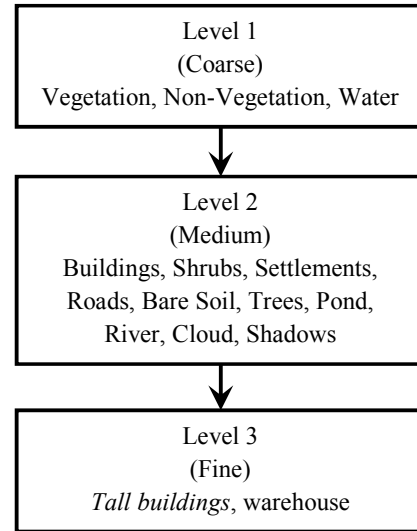 Level 1
(Coarse)
Vegetation, Non-Vegetation, Water
Level 2
(Medium)
Buildings, Shrubs, Settlements,
Roads, Bare Soil, Trees, Pond,
River, Cloud, Shadows
Level 3
(Fine)
Tall buildings, warehouse